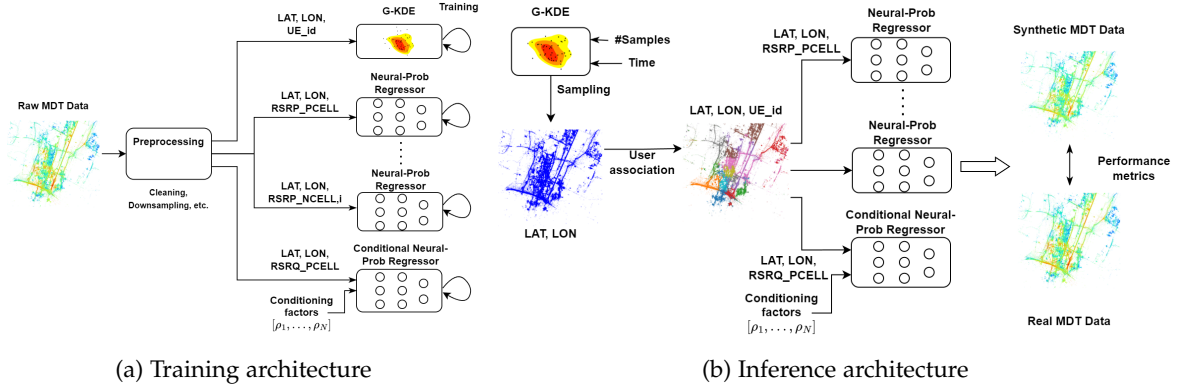 Raw MDT Data
Preprocessing
Cleaning,
Downsampling, etc.
LAT, LON,
UE_id
G-KDE
Training
LAT, LON,
RSRP_PCELL
Neural-Prob
Regressor
LAT, LON,
RSRP_NCELL,i
Neural-Prob
Regressor
LAT, LON,
RSRQ_PCELL
Conditional Neural-
Prob Regressor
Conditioning
factors
[ρ₁, . . . , ρ_N]
(a) Training architecture
G-KDE
#Samples
Time
Sampling
LAT, LON
User
association
LAT, LON, UE_id
LAT, LON,
RSRP_PCELL
Neural-Prob
Regressor
Neural-Prob
Regressor
Conditional Neural-
Prob Regressor
LAT, LON,
RSRQ_PCELL
Conditioning
factors
[ρ₁, . . . , ρ_N]
Synthetic MDT Data
Performance
metrics
Real MDT Data
(b) Inference architecture